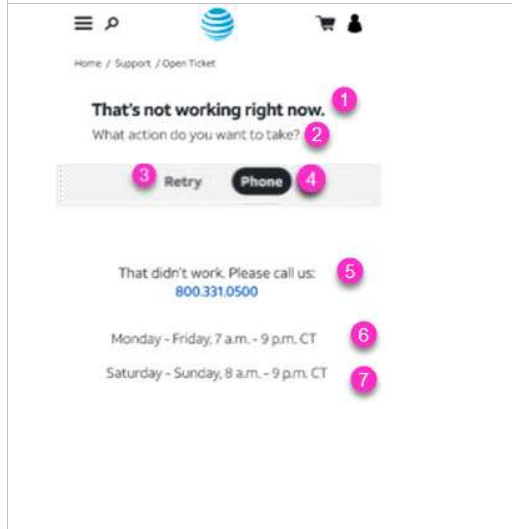 Home / Support / Open Ticket
That's not working right now. 1
What action do you want to take? 2
3 Retry Phone 4
That didn't work. Please call us: 5
800.331.0500
Monday - Friday, 7 a.m. - 9 p.m. CT 6
Saturday - Sunday, 8 a.m. - 9 p.m. CT 7